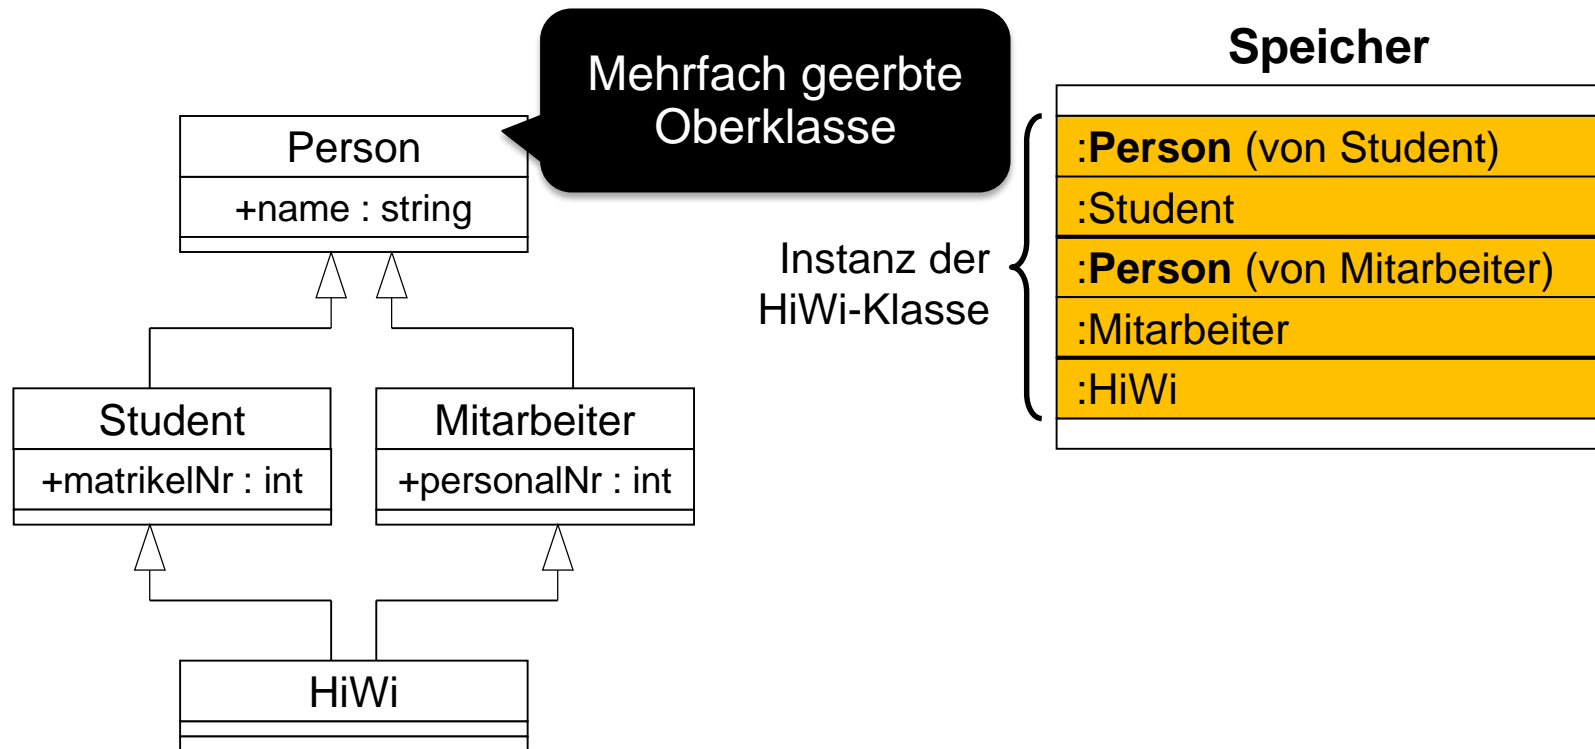 Mehrfach geerbte
Oberklasse
Person
+name : string
Student
+matrikelNr : int
Mitarbeiter
+personalNr : int
HiWi
Speicher
Instanz der
HiWi-Klasse
:Person (von Student)
:Student
:Person (von Mitarbeiter)
:Mitarbeiter
:HiWi